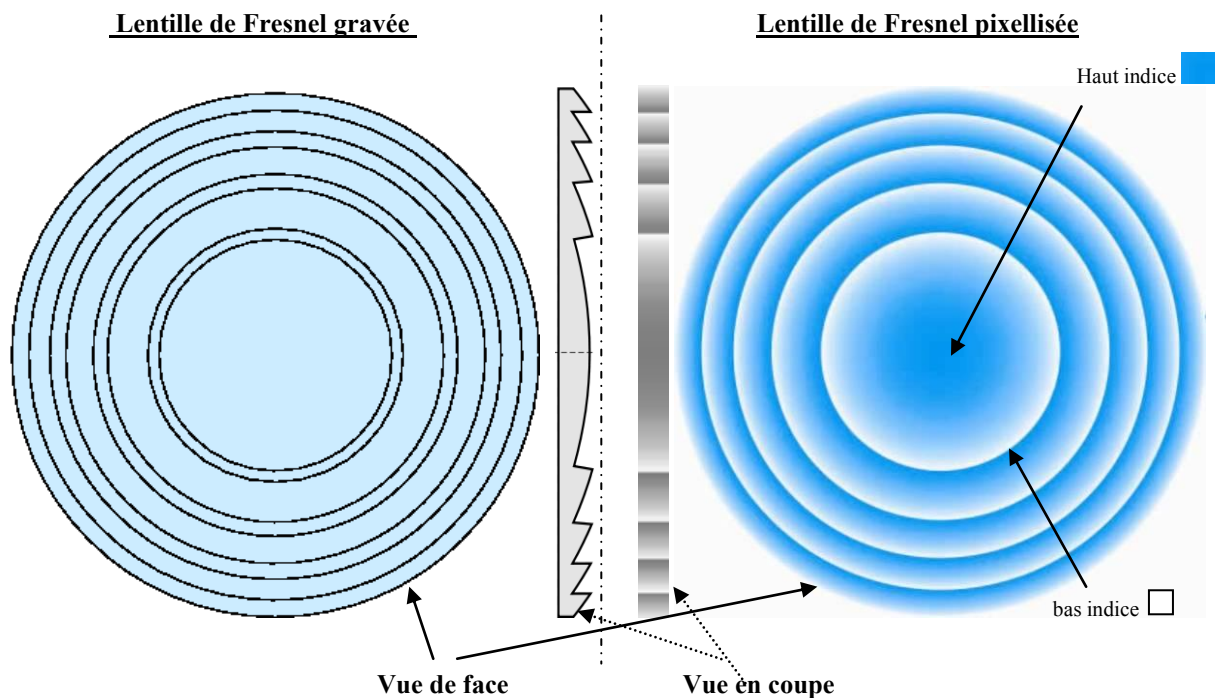 Lentille de Fresnel gravée
Lentille de Fresnel pixellisée
Haut indice
bas indice
Vue de face
Vue en coupe